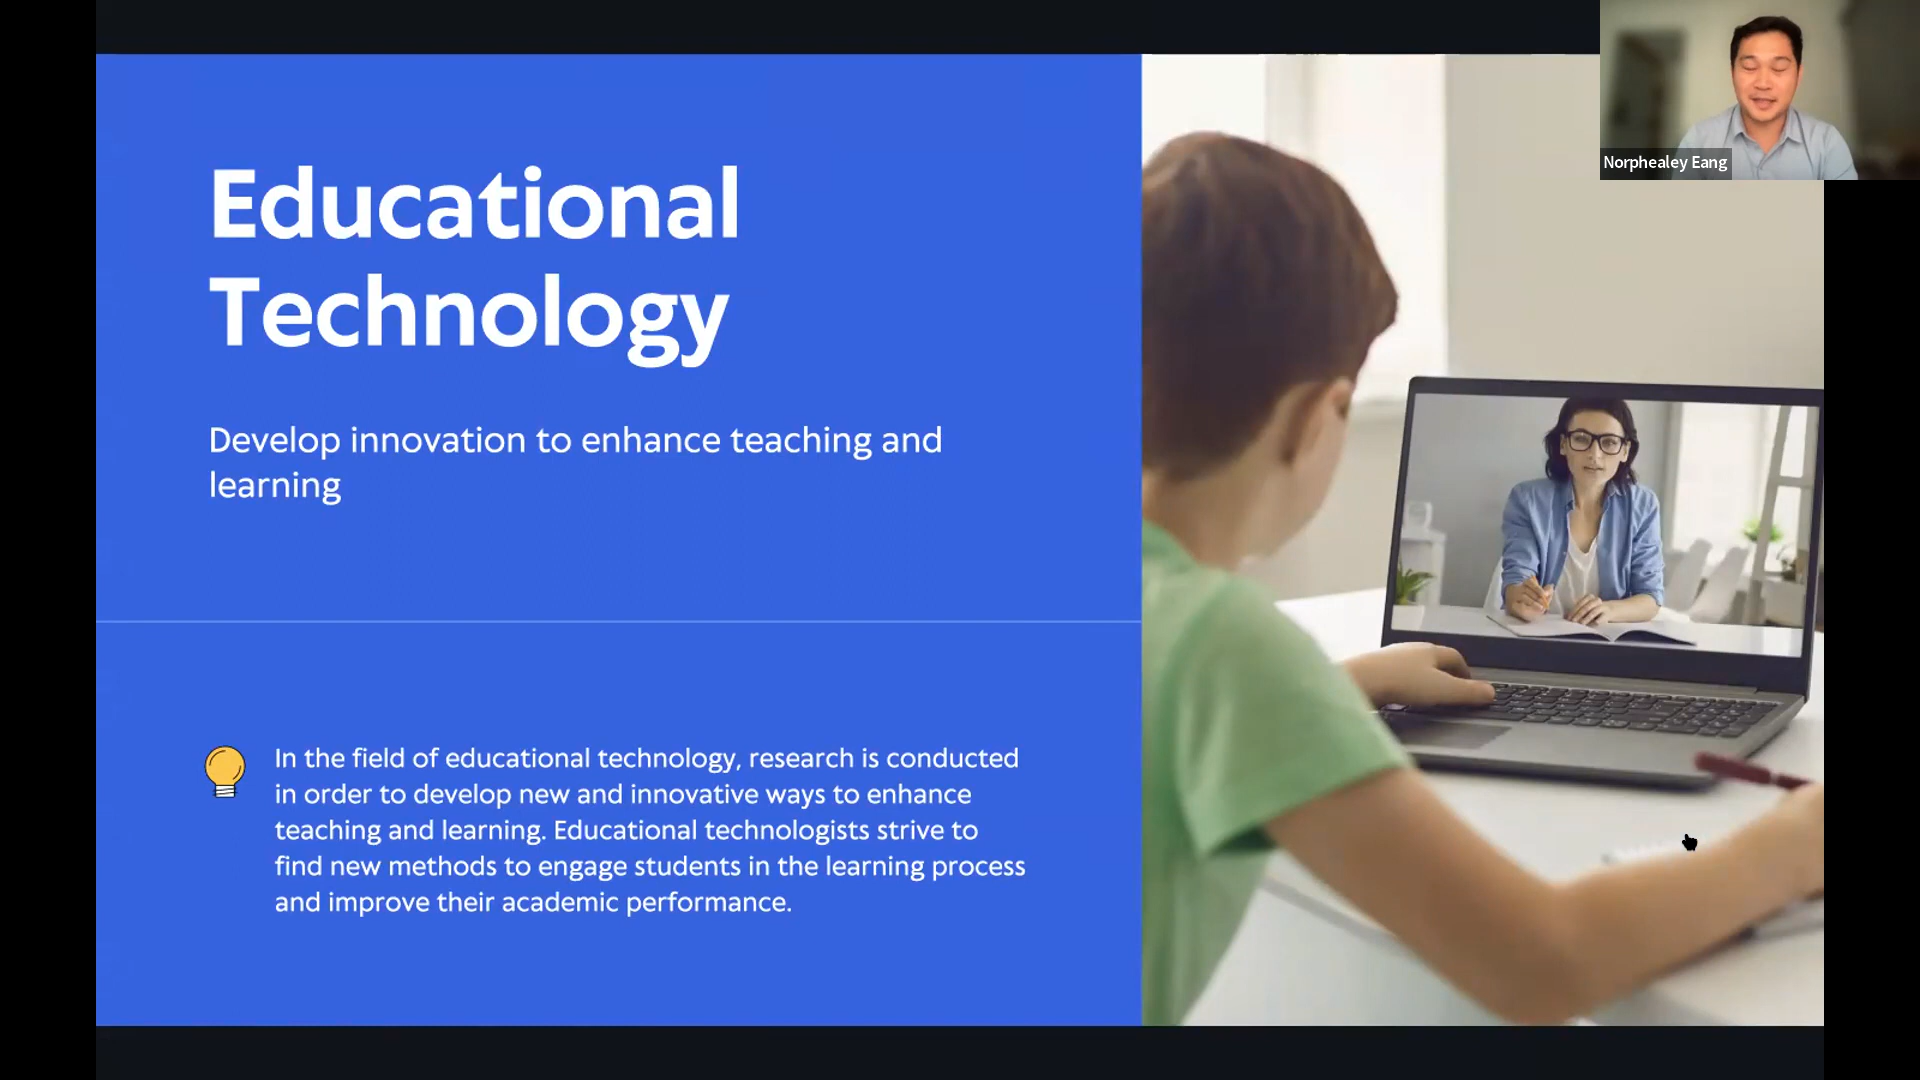 Educational
Technology
Develop innovation to enhance teaching and
learning
In the field of educational technology, research is conducted
in order to develop new and innovative ways to enhance
teaching and learning. Educational technologists strive to
find new methods to engage students in the learning process
and improve their academic performance.
Norphealey Eang